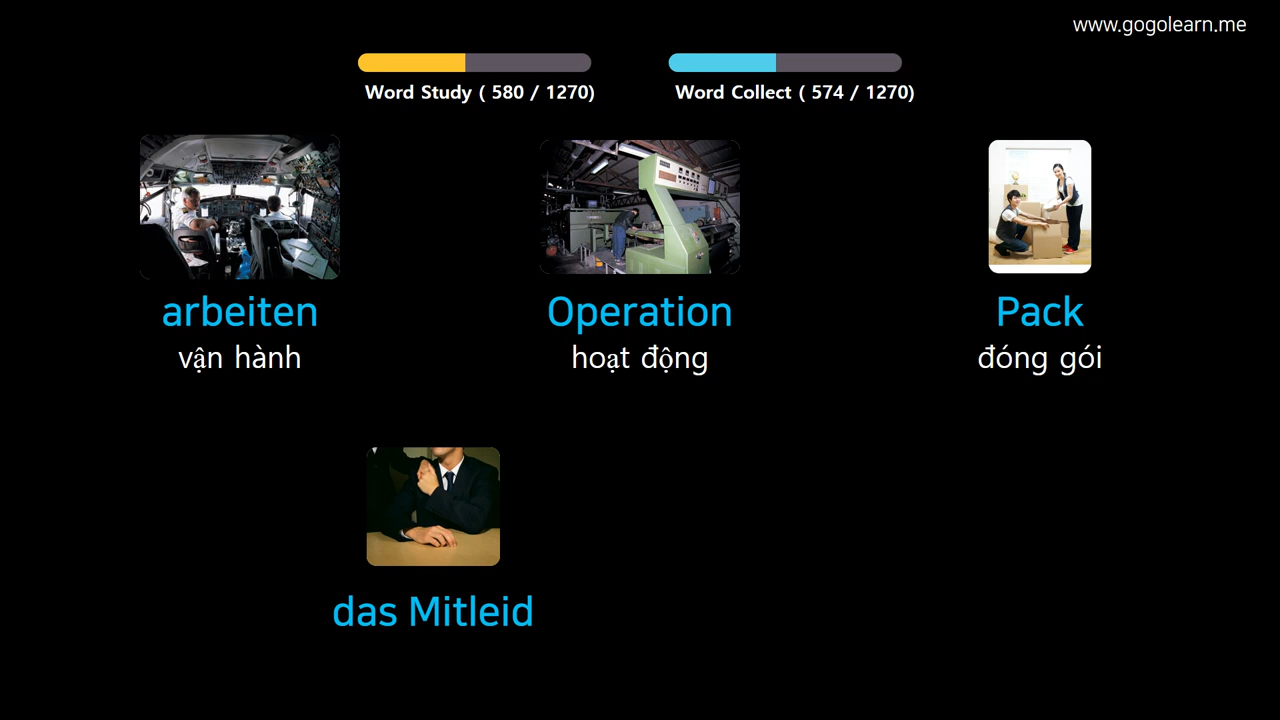 www.gogolearn.me
Word Study ( 580 / 1270)
Word Collect ( 574 / 1270)
arbeiten
vận hành
Operation
hoạt động
Pack
đóng gói
das Mitleid